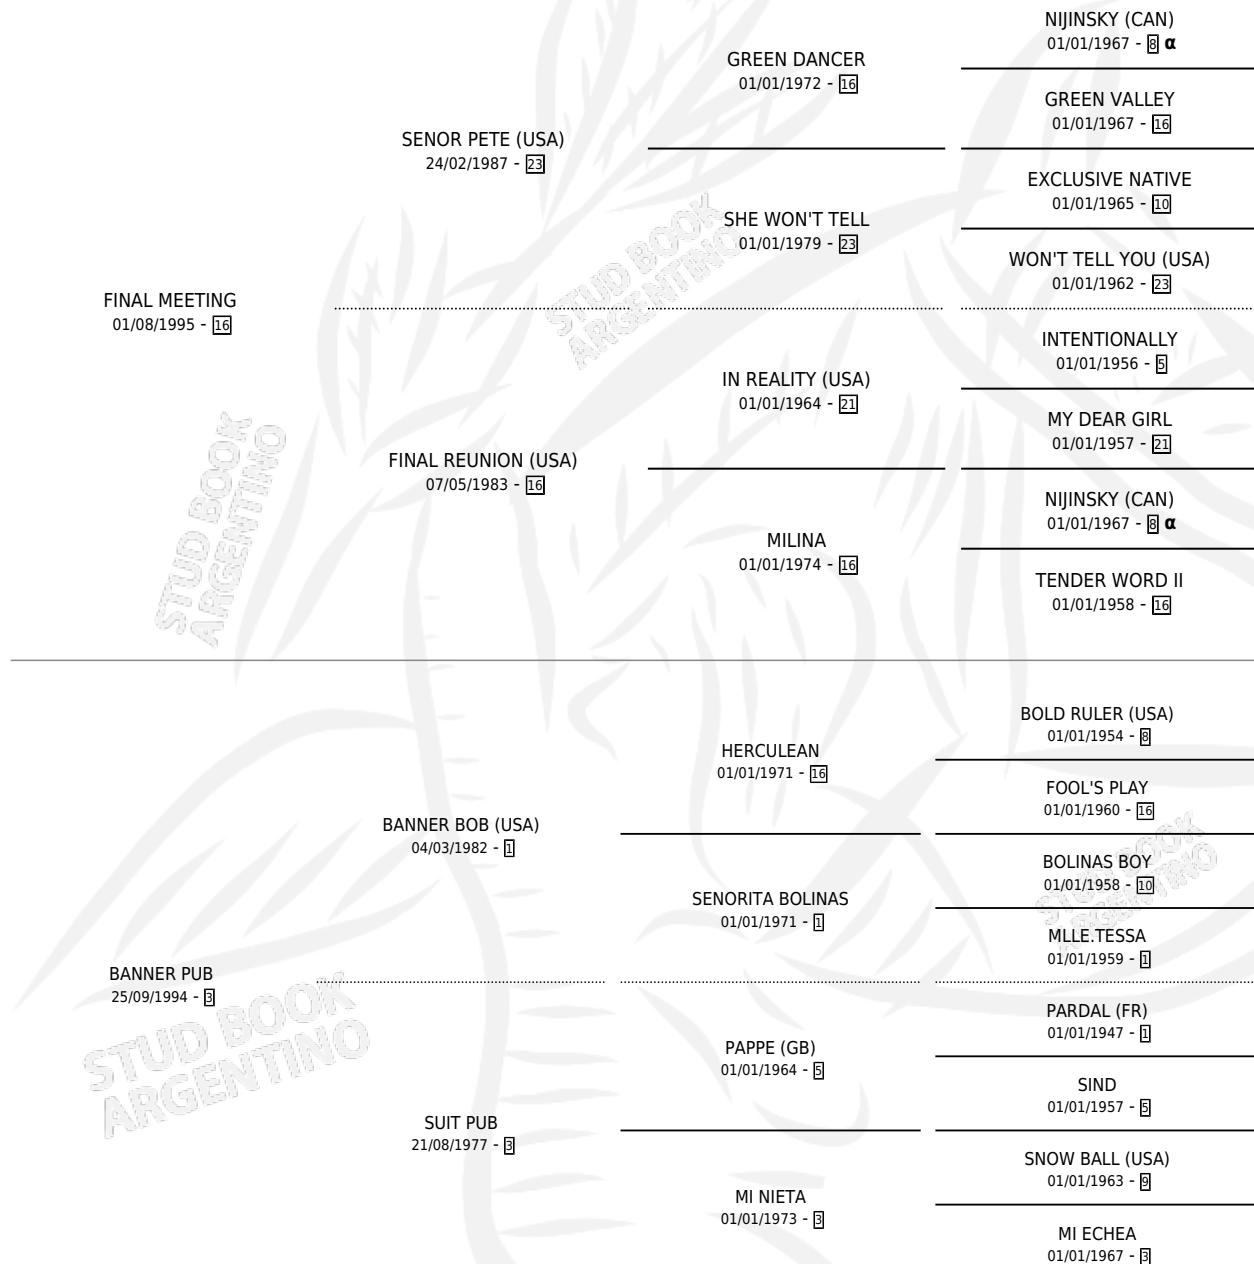 NIJINSKY (CAN)
01/01/1967 - 8 α
GREEN DANCER
01/01/1972 - 16
GREEN VALLEY
01/01/1967 - 16
SENOR PETE (USA)
24/02/1987 - 23
EXCLUSIVE NATIVE
01/01/1965 - 10
SHE WON'T TELL
01/01/1979 - 23
WON'T TELL YOU (USA)
01/01/1962 - 23
FINAL MEETING
01/08/1995 - 16
STUD BOOK
ARGENTINO
INTENTIONALLY
01/01/1956 - 5
IN REALITY (USA)
01/01/1964 - 21
MY DEAR GIRL
01/01/1957 - 21
FINAL REUNION (USA)
07/05/1983 - 16
NIJINSKY (CAN)
01/01/1967 - 8 α
MILINA
01/01/1974 - 16
TENDER WORD II
01/01/1958 - 16
STUD BOOK
ARGENTINO
BOLD RULER (USA)
01/01/1954 - 8
HERCULEAN
01/01/1971 - 16
FOOL'S PLAY
01/01/1960 - 16
BANNER BOB (USA)
04/03/1982 - 1
BOLINAS BOY
01/01/1958 - 10
SENORITA BOLINAS
01/01/1971 - 1
MLLE.TESSA
01/01/1959 - 1
STUD BOOK
ARGENTINO
BANNER PUB
25/09/1994 - 3
PARDAL (FR)
01/01/1947 - 1
PAPPE (GB)
01/01/1964 - 5
SIND
01/01/1957 - 5
STUD BOOK
ARGENTINO
SUIT PUB
21/08/1977 - 3
SNOW BALL (USA)
01/01/1963 - 9
MI NIETA
01/01/1973 - 3
MI ECHEA
01/01/1967 - 3